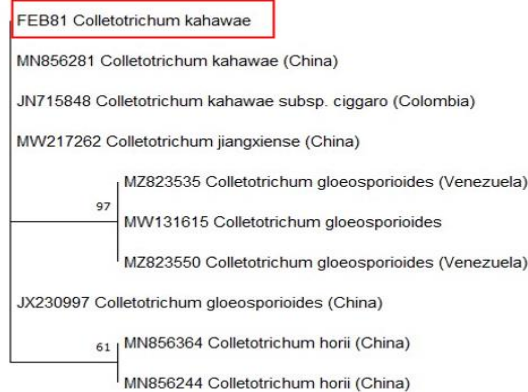 FEB81 Colletotrichum kahawae
MN856281 Colletotrichum kahawae (China)
JN715848 Colletotrichum kahawae subsp. ciggaro (Colombia)
MW217262 Colletotrichum jiangxiense (China)
MZ823535 Colletotrichum gloeosporioides (Venezuela)
97
MW131615 Colletotrichum gloeosporioides
MZ823550 Colletotrichum gloeosporioides (Venezuela)
JX230997 Colletotrichum gloeosporioides (China)
61 MN856364 Colletotrichum horii (China)
MN856244 Colletotrichum horii (China)